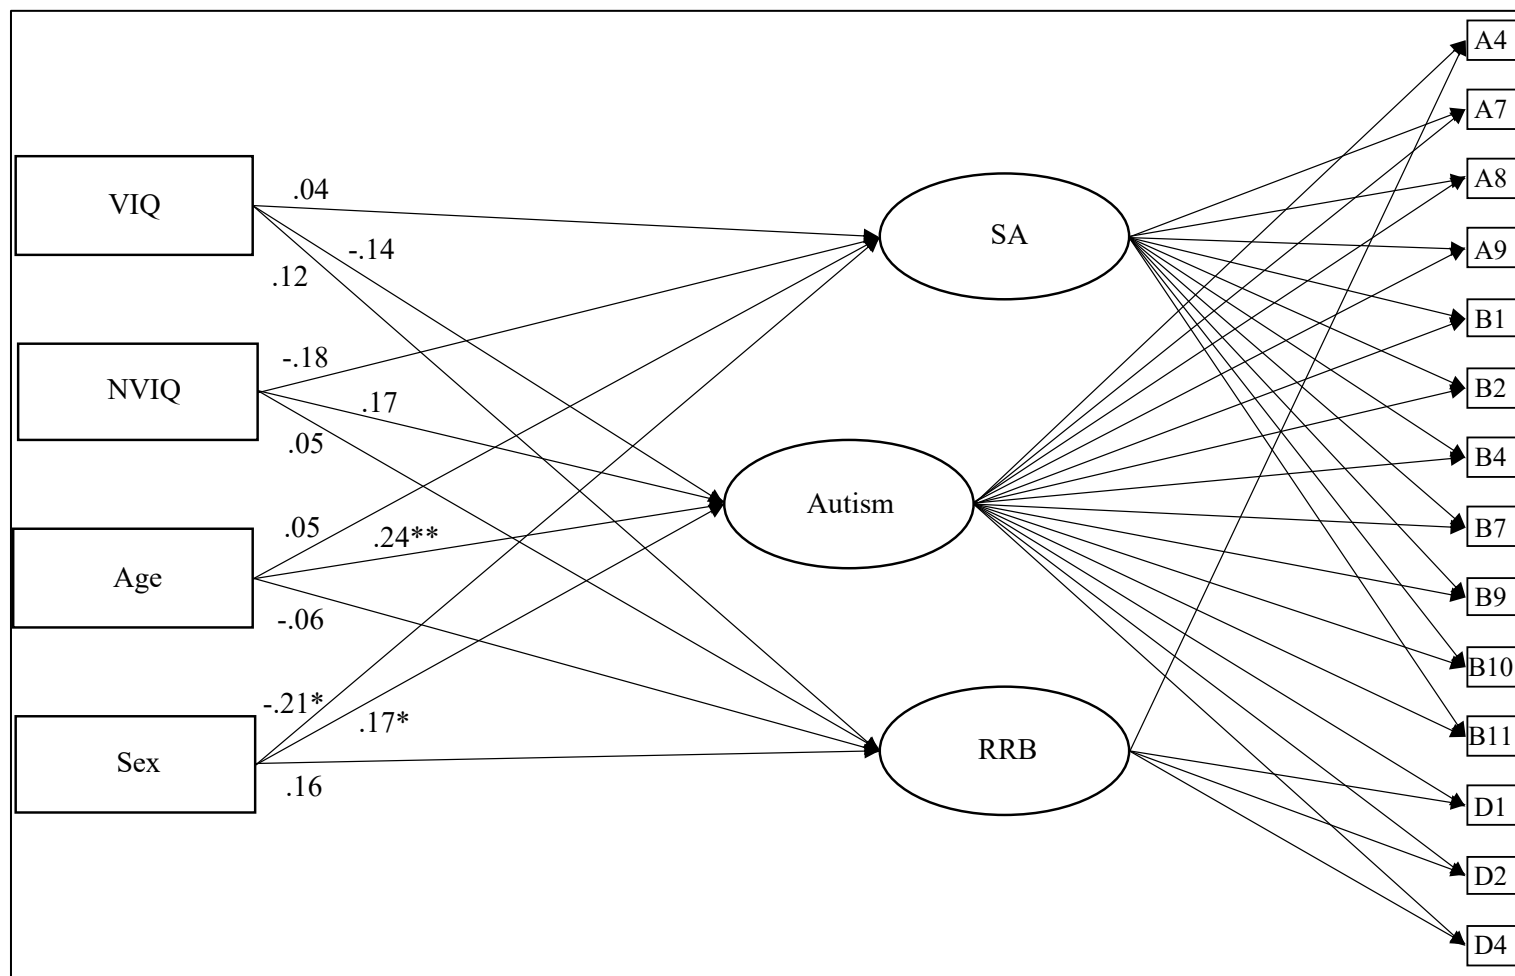 VIQ
NVIQ
Age
Sex
.04
-.14
.12
-.18
.17
.05
.05
.24**
-.06
-.21*
.17*
.16
SA
Autism
RRB
A4
A7
A8
A9
B1
B2
B4
B7
B9
B10
B11
D1
D2
D4